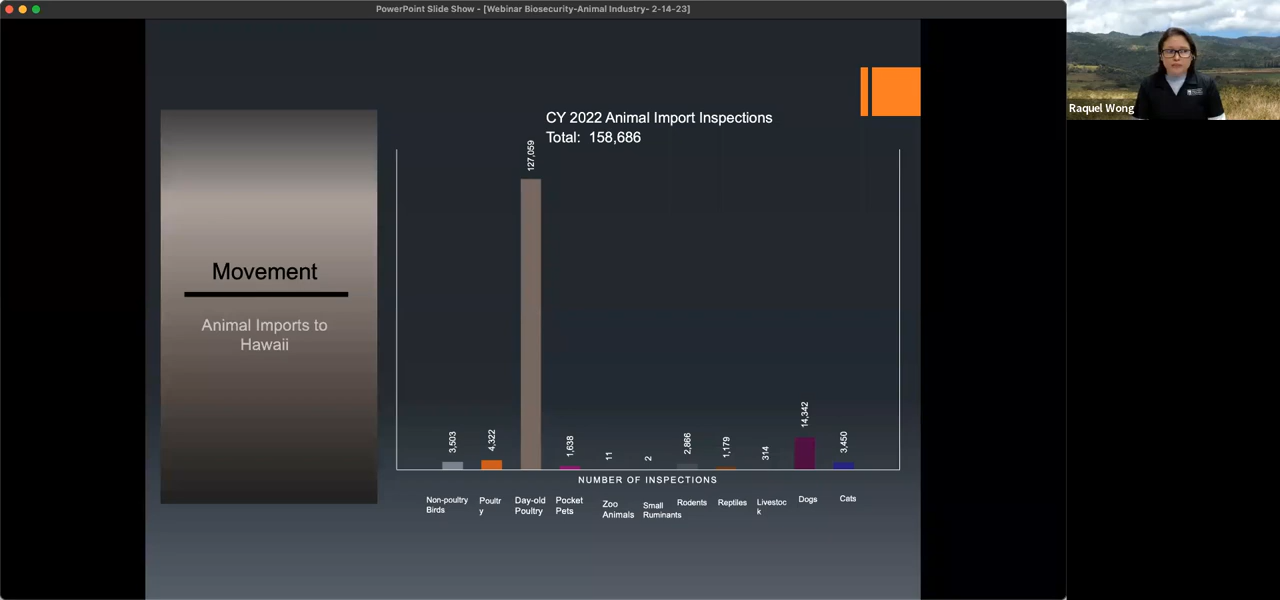 PowerPoint Slide Show - [Webinar Biosecurity-Animal Industry- 2-14-23]
Raquel Wong
Movement
Animal Imports to
Hawaii
CY 2022 Animal Import Inspections
Total: 158,686
3,503
4,322
127,059
1,638
11
2
2,866
1,179
314
14,342
3,450
NUMBER OF INSPECTIONS
Non-poultry
Birds
Poultr
y
Day-old
Poultry
Pocket
Pets
Zoo
Animals
Small
Ruminants
Rodents
Reptiles
Livestoc
k
Dogs
Cats